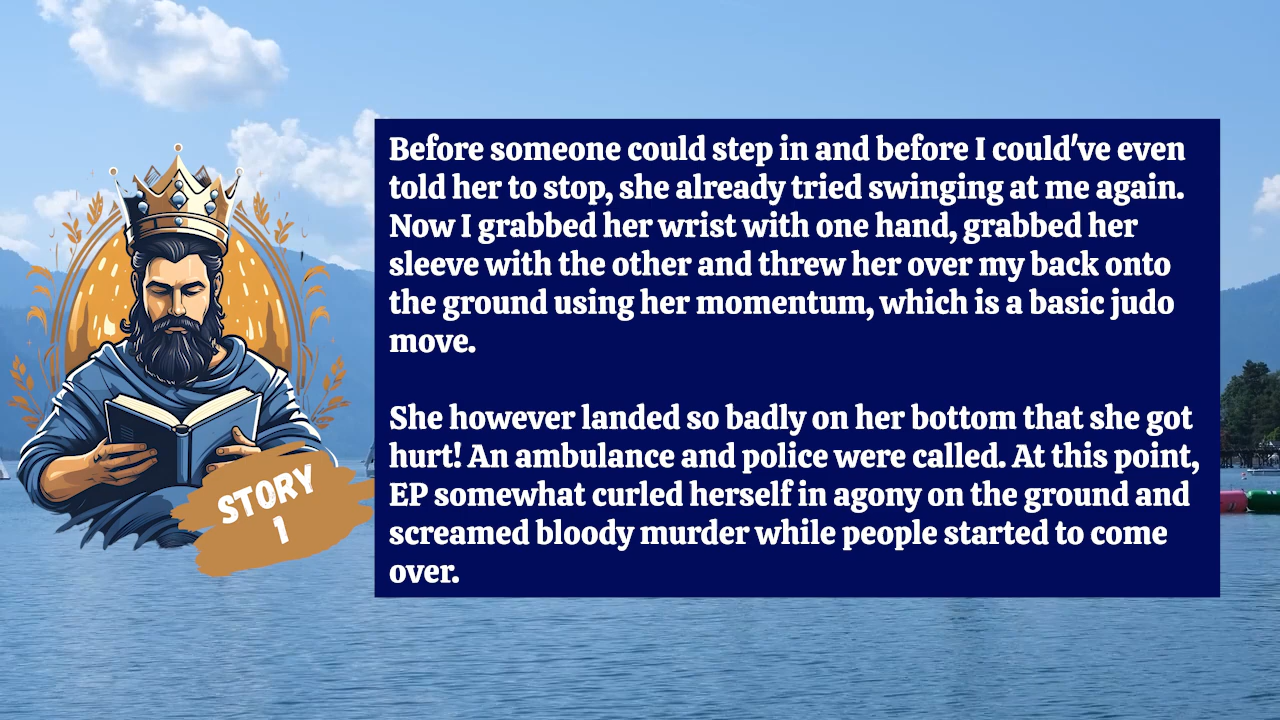 Before someone could step in and before I could've even
told her to stop, she already tried swinging at me again.
Now I grabbed her wrist with one hand, grabbed her
sleeve with the other and threw her over my back onto
the ground using her momentum, which is a basic judo
move.
She however landed so badly on her bottom that she got
hurt! An ambulance and police were called. At this point,
EP somewhat curled herself in agony on the ground and
screamed bloody murder while people started to come
over.
STORY
1